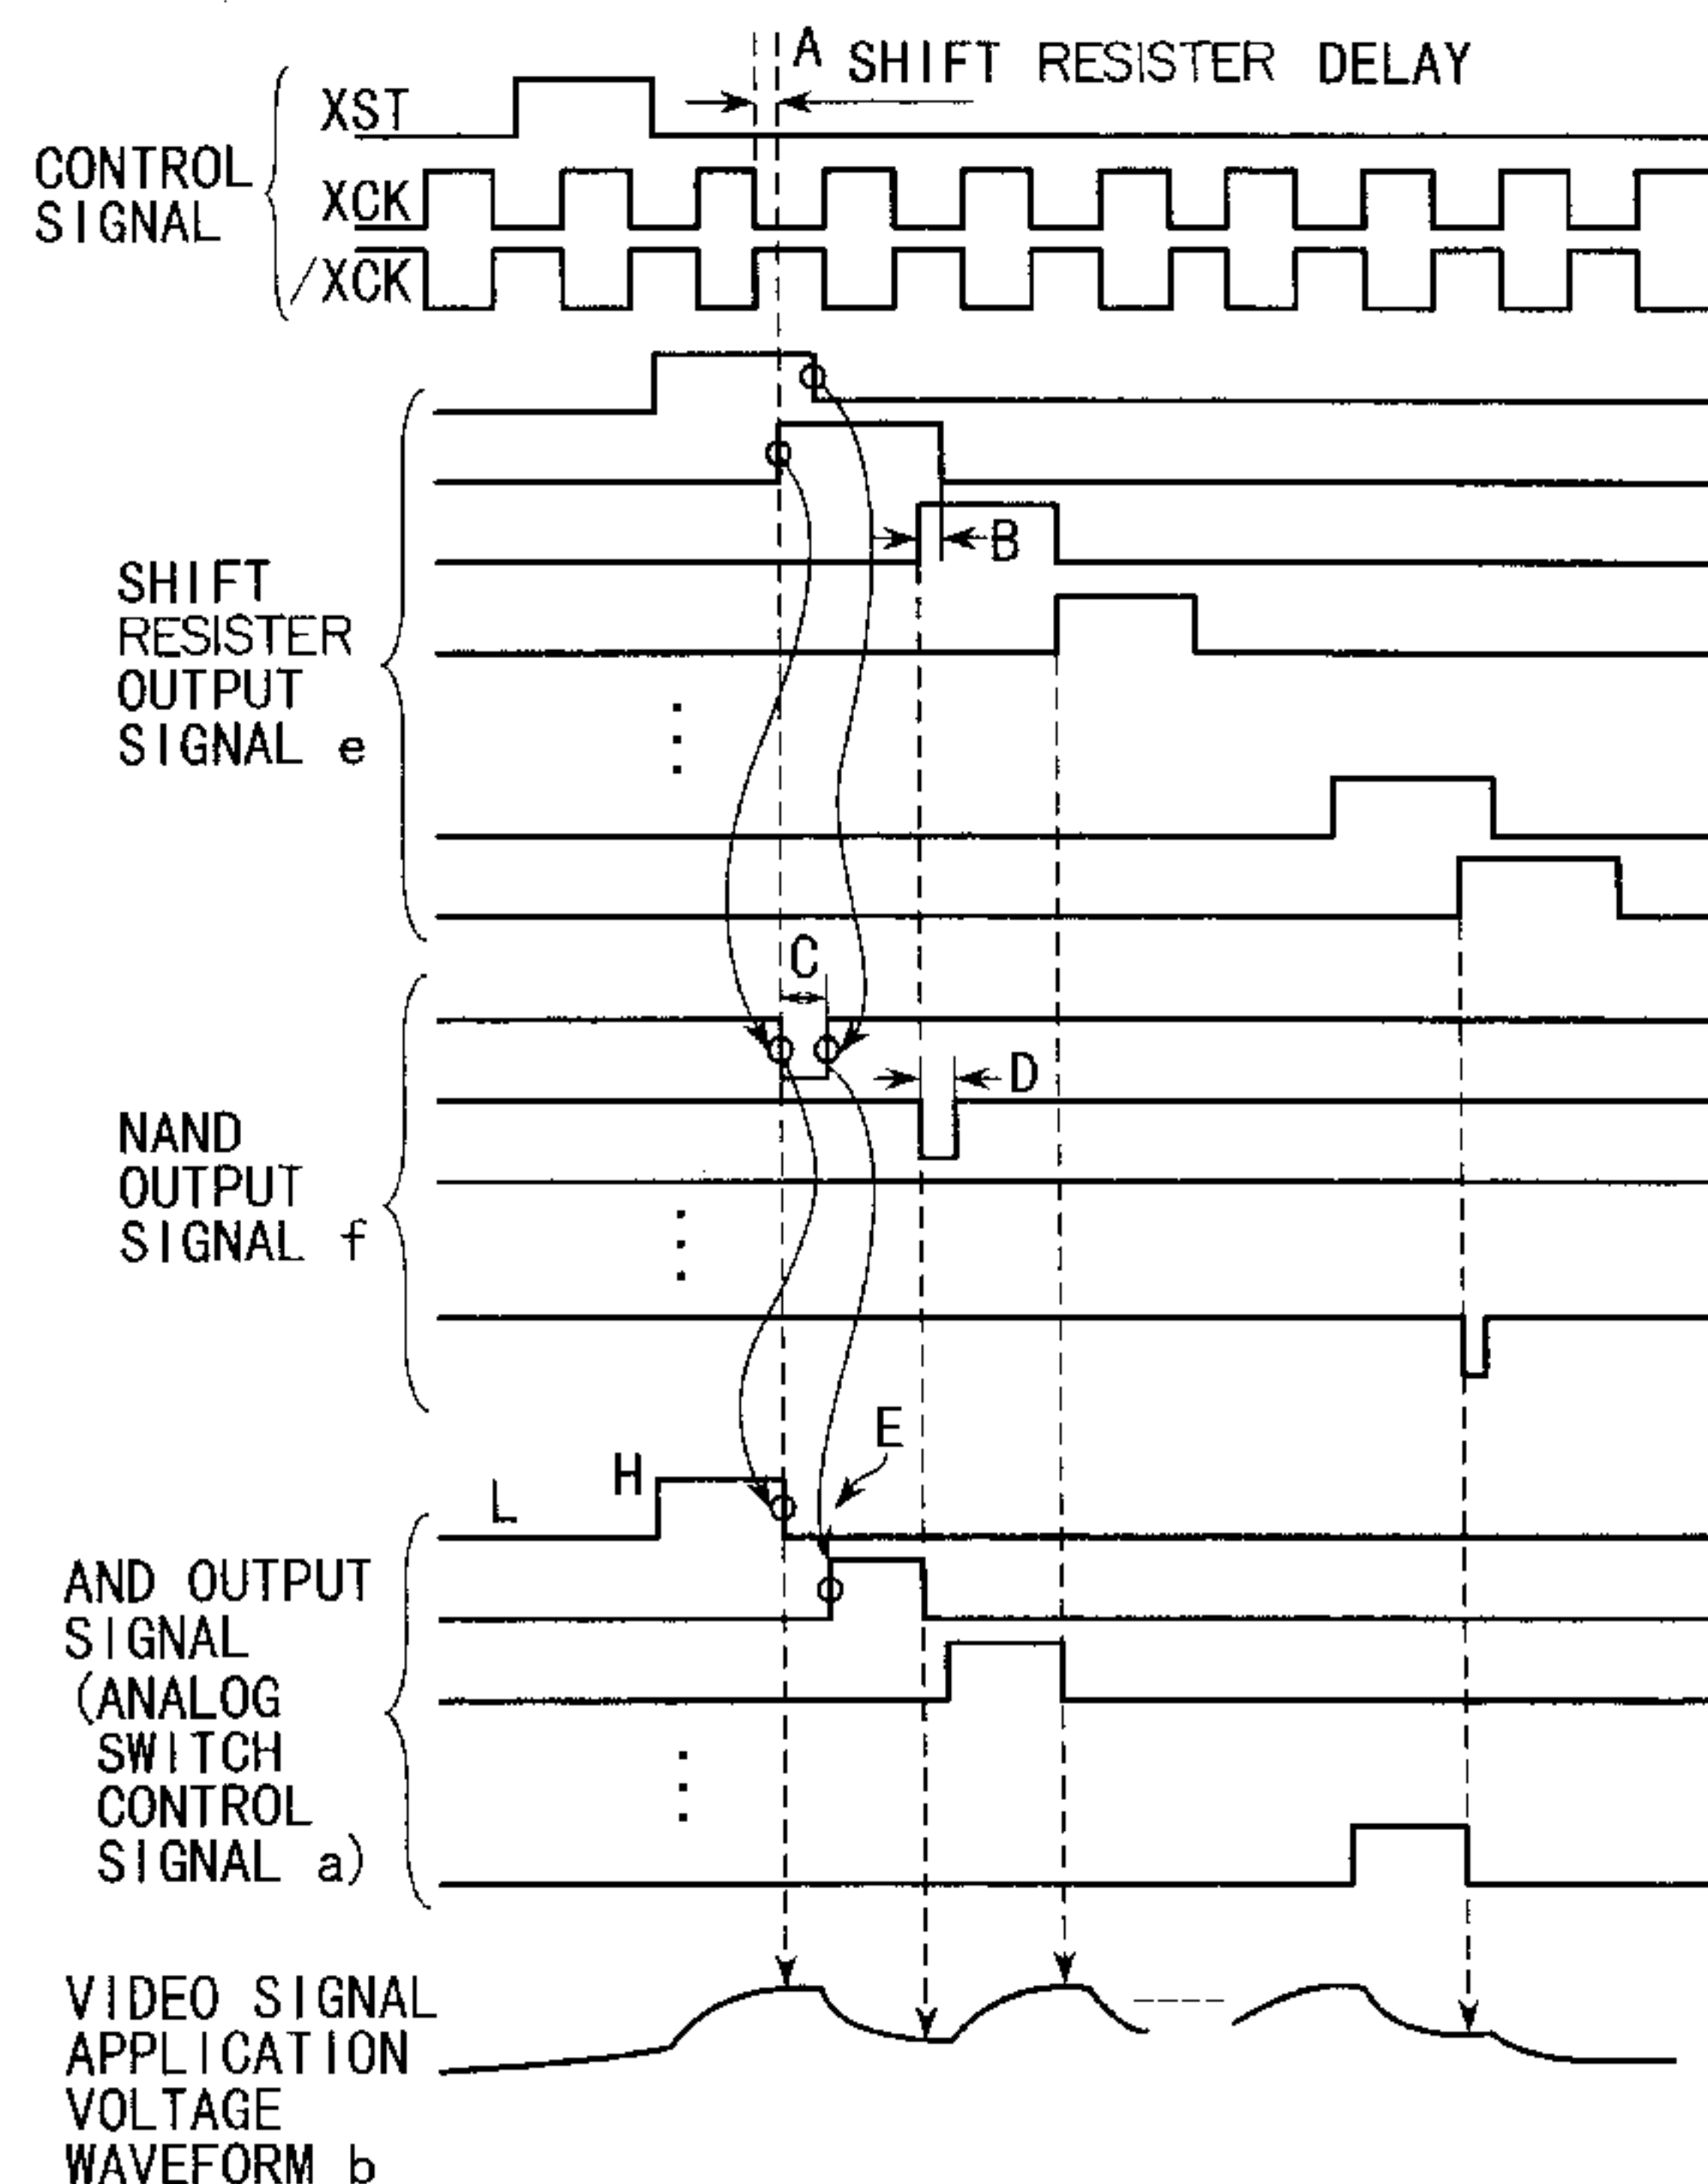 A SHIFT RESISTER DELAY
XST
CONTROL
SIGNAL
XCK
/XCK
B
SHIFT
RESISTER
OUTPUT
SIGNAL e
C
D
NAND
OUTPUT
SIGNAL f
E
H
L
AND OUTPUT
SIGNAL
(ANALOG
SWITCH
CONTROL
SIGNAL a)
VIDEO SIGNAL
APPLICATION
VOLTAGE
WAVEFORM b